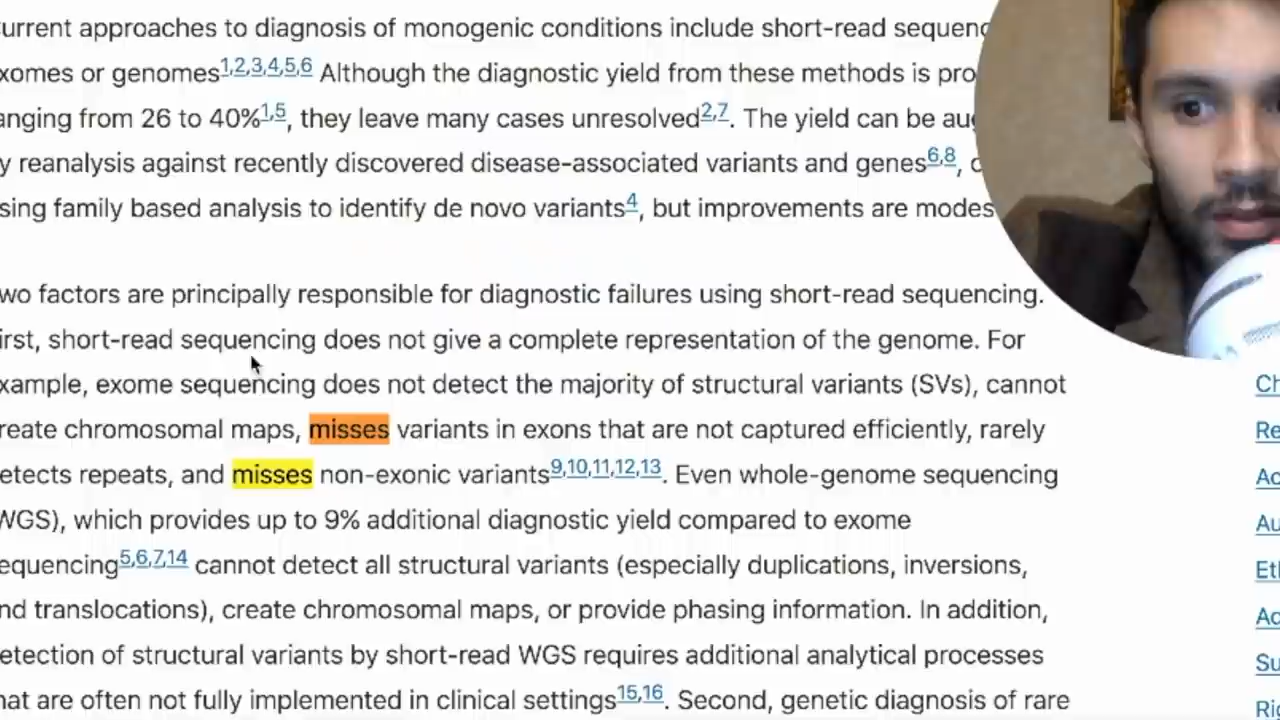 urrent approaches to diagnosis of monogenic conditions include short-read sequenc
xomes or genomes1,2,3,4,5,6 Although the diagnostic yield from these methods is pro
anging from 26 to 40%1,5, they leave many cases unresolved2,7. The yield can be au
y reanalysis against recently discovered disease-associated variants and genes6,8,
sing family based analysis to identify de novo variants4, but improvements are modes
wo factors are principally responsible for diagnostic failures using short-read sequencing.
irst, short-read sequencing does not give a complete representation of the genome. For
xample, exome sequencing does not detect the majority of structural variants (SVs), cannot
reate chromosomal maps, misses variants in exons that are not captured efficiently, rarely
etects repeats, and misses non-exonic variants9,10,11,12,13. Even whole-genome sequencing
WGS), which provides up to 9% additional diagnostic yield compared to exome
equencing5,6,7,14 cannot detect all structural variants (especially duplications, inversions,
nd translocations), create chromosomal maps, or provide phasing information. In addition,
etection of structural variants by short-read WGS requires additional analytical processes
hat are often not fully implemented in clinical settings15,16. Second, genetic diagnosis of rare
Ch
Re
Ac
Au
Et
Ad
Su
Rig